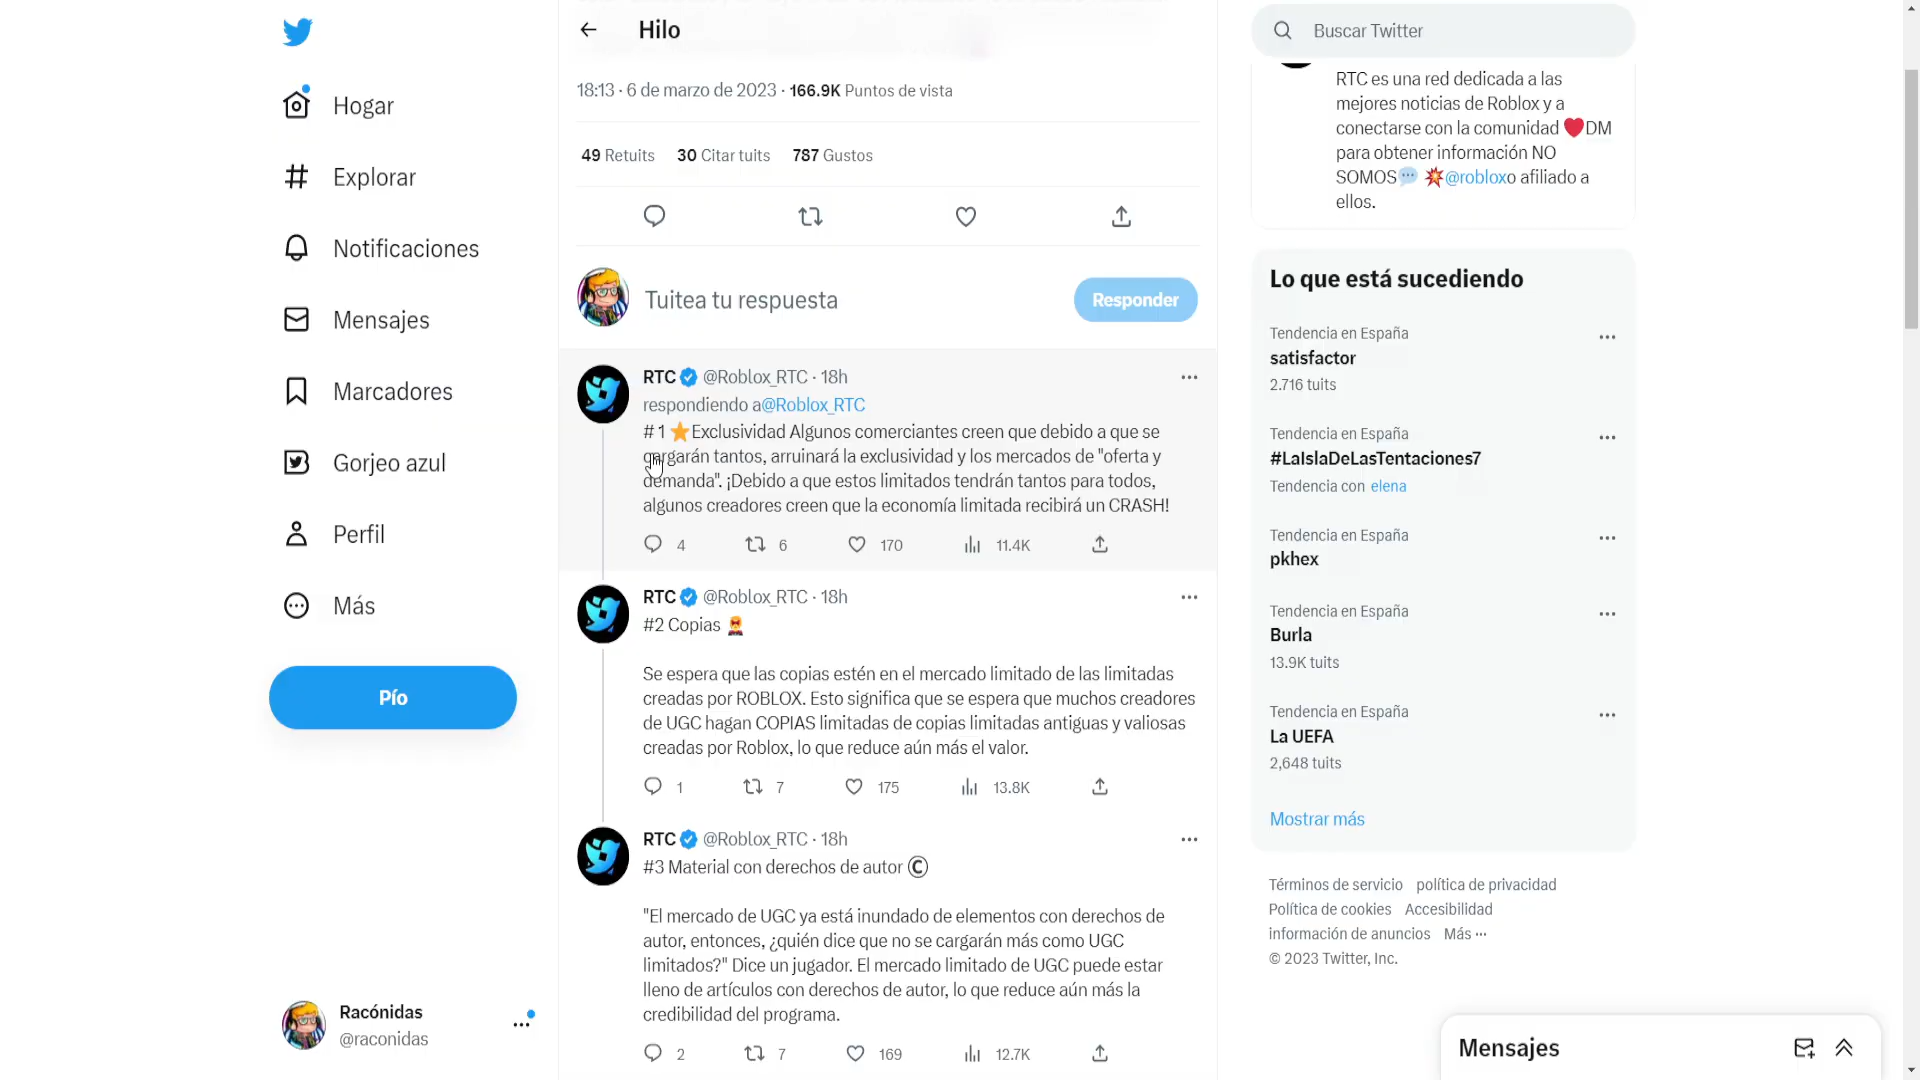 Hogar
Explorar
Notificaciones
Mensajes
Marcadores
Gorjeo azul
Perfil
Más
Pío
Racónidas
@raconidas
Hilo
18:13 · 6 de marzo de 2023 · 166.9K Puntos de vista
49 Retuits 30 Citar tuits 787 Gustos
Tuitea tu respuesta
Responder
RTC @Roblox_RTC · 18h
respondiendo a@Roblox_RTC
#1 ⭐Exclusividad Algunos comerciantes creen que debido a que se
cargarán tantos, arruinará la exclusividad y los mercados de "oferta y
demanda". ¡Debido a que estos limitados tendrán tantos para todos,
algunos creadores creen que la economía limitada recibirá un CRASH!
4 6 170 11.4K
RTC @Roblox_RTC · 18h
#2 Copias
Se espera que las copias estén en el mercado limitado de las limitadas
creadas por ROBLOX. Esto significa que se espera que muchos creadores
de UGC hagan COPIAS limitadas de copias limitadas antiguas y valiosas
creadas por Roblox, lo que reduce aún más el valor.
1 7 175 13.8K
RTC @Roblox_RTC · 18h
#3 Material con derechos de autor ©
"El mercado de UGC ya está inundado de elementos con derechos de
autor, entonces, ¿quién dice que no se cargarán más como UGC
limitados?" Dice un jugador. El mercado limitado de UGC puede estar
lleno de artículos con derechos de autor, lo que reduce aún más la
credibilidad del programa.
2 7 169 12.7K
Buscar Twitter
RTC es una red dedicada a las
mejores noticias de Roblox y a
conectarse con la comunidad ❤️DM
para obtener información NO
SOMOS💬 💥@robloxo afiliado a
ellos.
Lo que está sucediendo
Tendencia en España
satisfactor
2.716 tuits
Tendencia en España
#LaIslaDeLasTentaciones7
Tendencia con elena
Tendencia en España
pkhex
Tendencia en España
Burla
13.9K tuits
Tendencia en España
La UEFA
2,648 tuits
Mostrar más
Términos de servicio política de privacidad
Política de cookies Accesibilidad
información de anuncios Más ···
© 2023 Twitter, Inc.
Mensajes